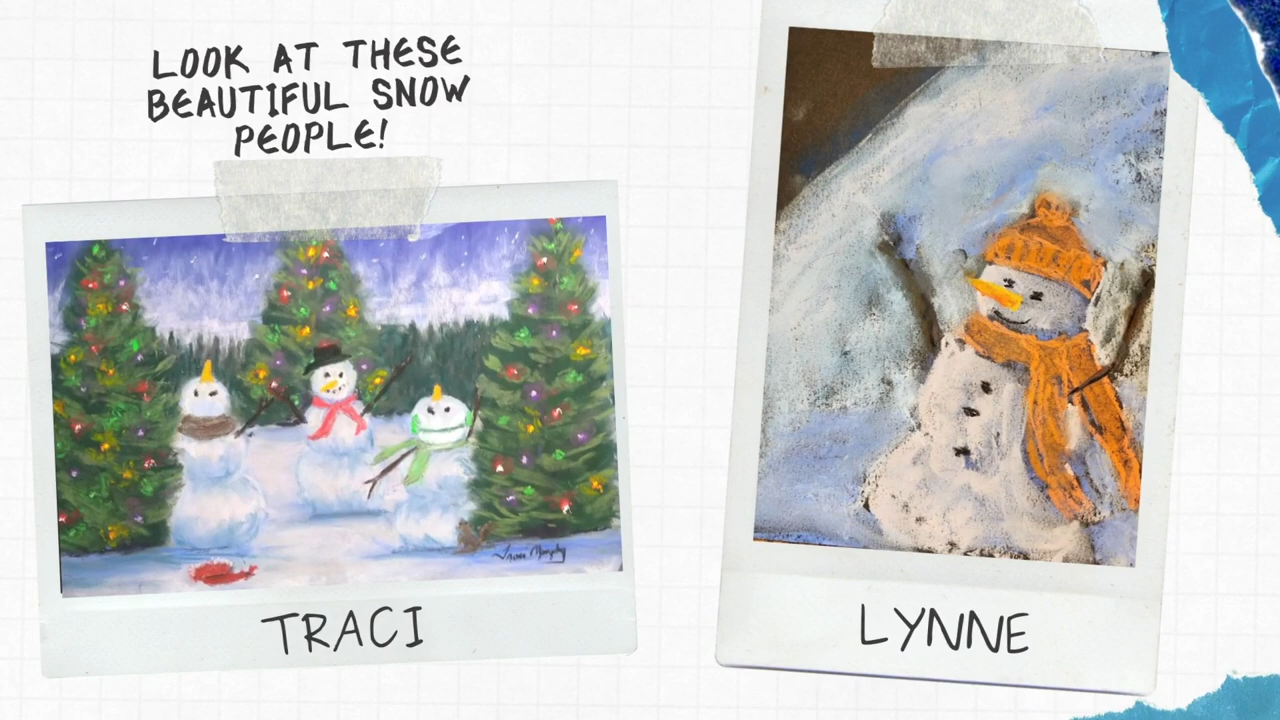 LOOK AT THESE
BEAUTIFUL SNOW
PEOPLE!
TRACI
LYNNE